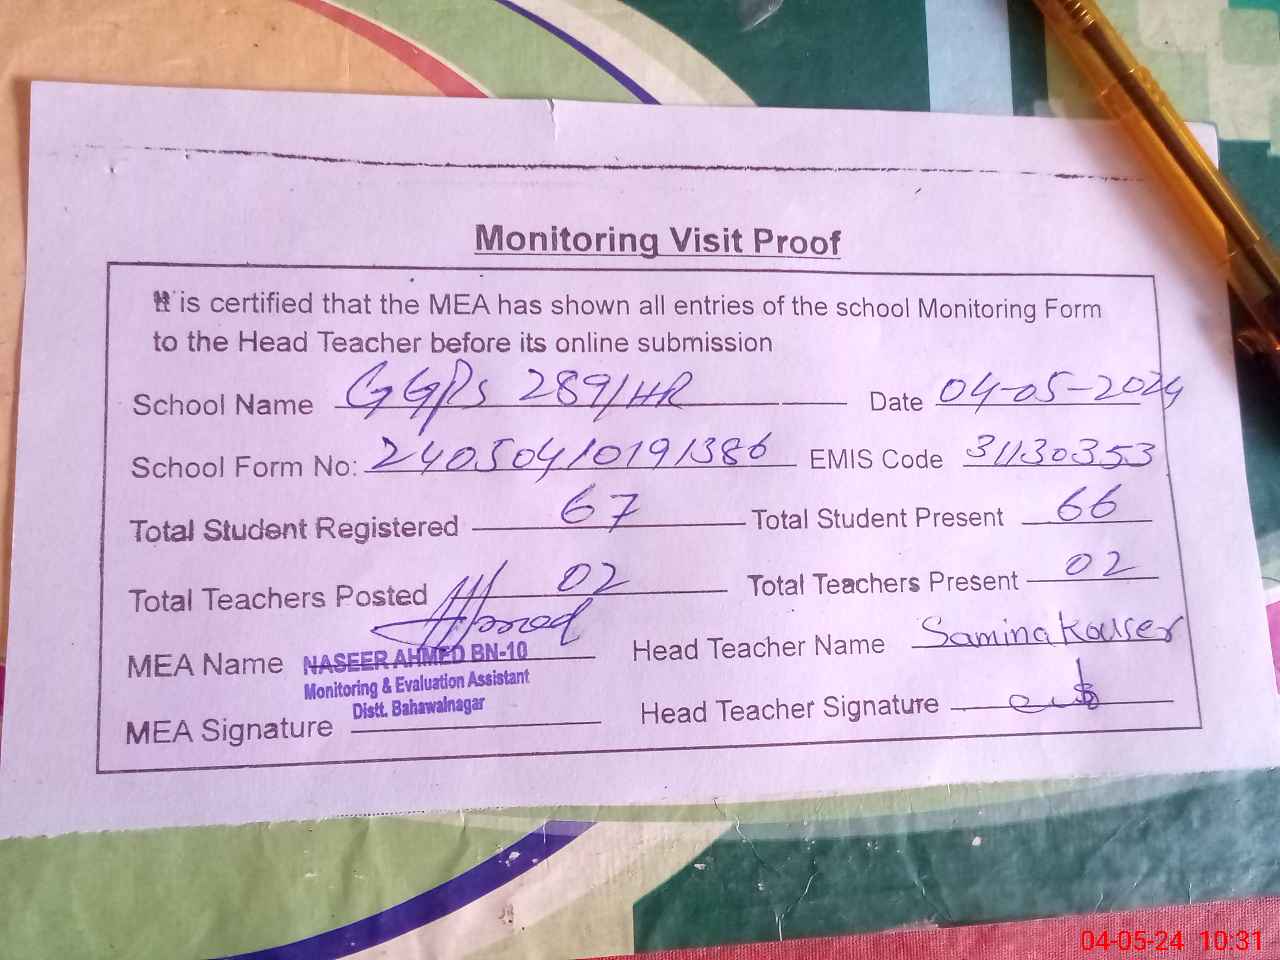 Monitoring Visit Proof
It is certified that the MEA has shown all entries of the school Monitoring Form
to the Head Teacher before its online submission
School Name GGPS 289/HR Date 04-05-2024
School Form No: 24050410191386 EMIS Code 31130353
Total Student Registered 67 Total Student Present 66
Total Teachers Posted 02 Total Teachers Present 02
MEA Name NASEER AHMED BN-10 Head Teacher Name Samina Kouser
Monitoring & Evaluation Assistant
Distt. Bahawalnagar
MEA Signature Head Teacher Signature
04-05-24 10:31